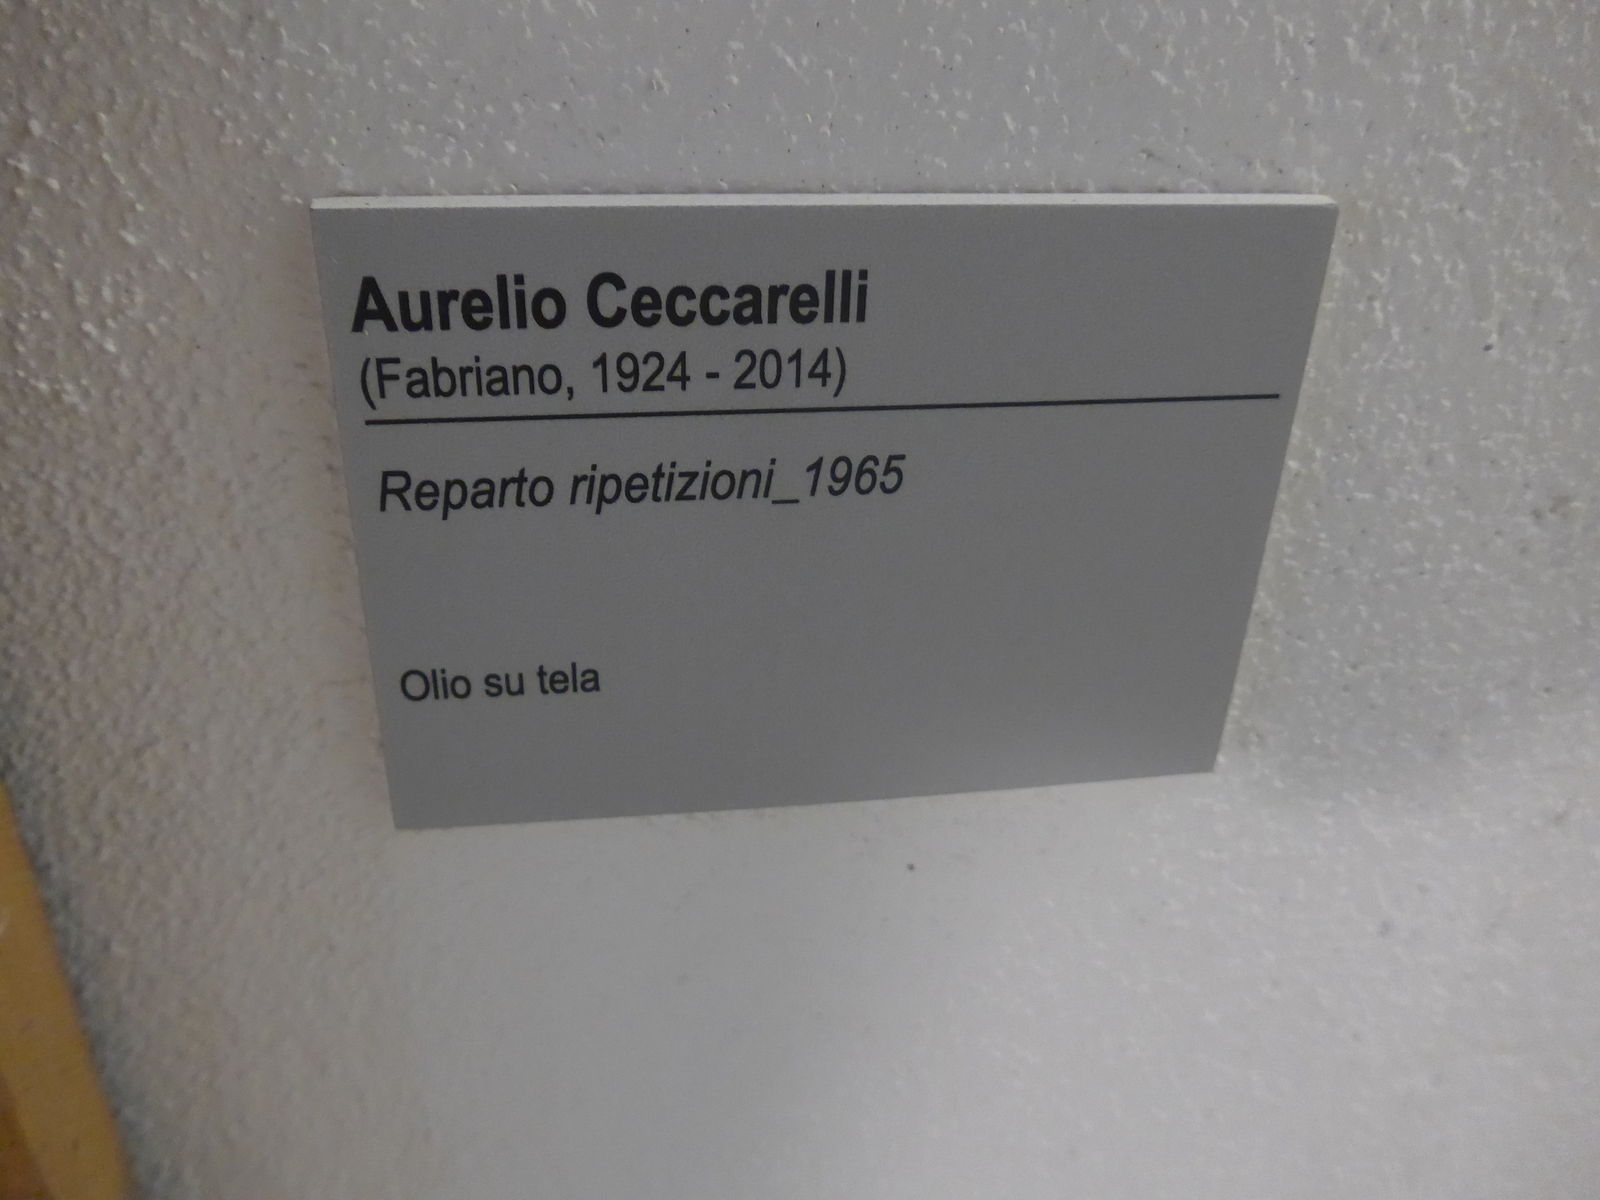 Aurelio Ceccarelli
(Fabriano, 1924 - 2014)
Reparto ripetizioni_1965
Olio su tela